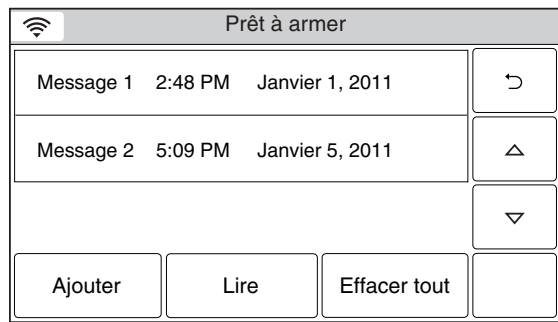 Prêt à armer
Message 1 2:48 PM Janvier 1, 2011
Message 2 5:09 PM Janvier 5, 2011
Ajouter Lire Effacer tout